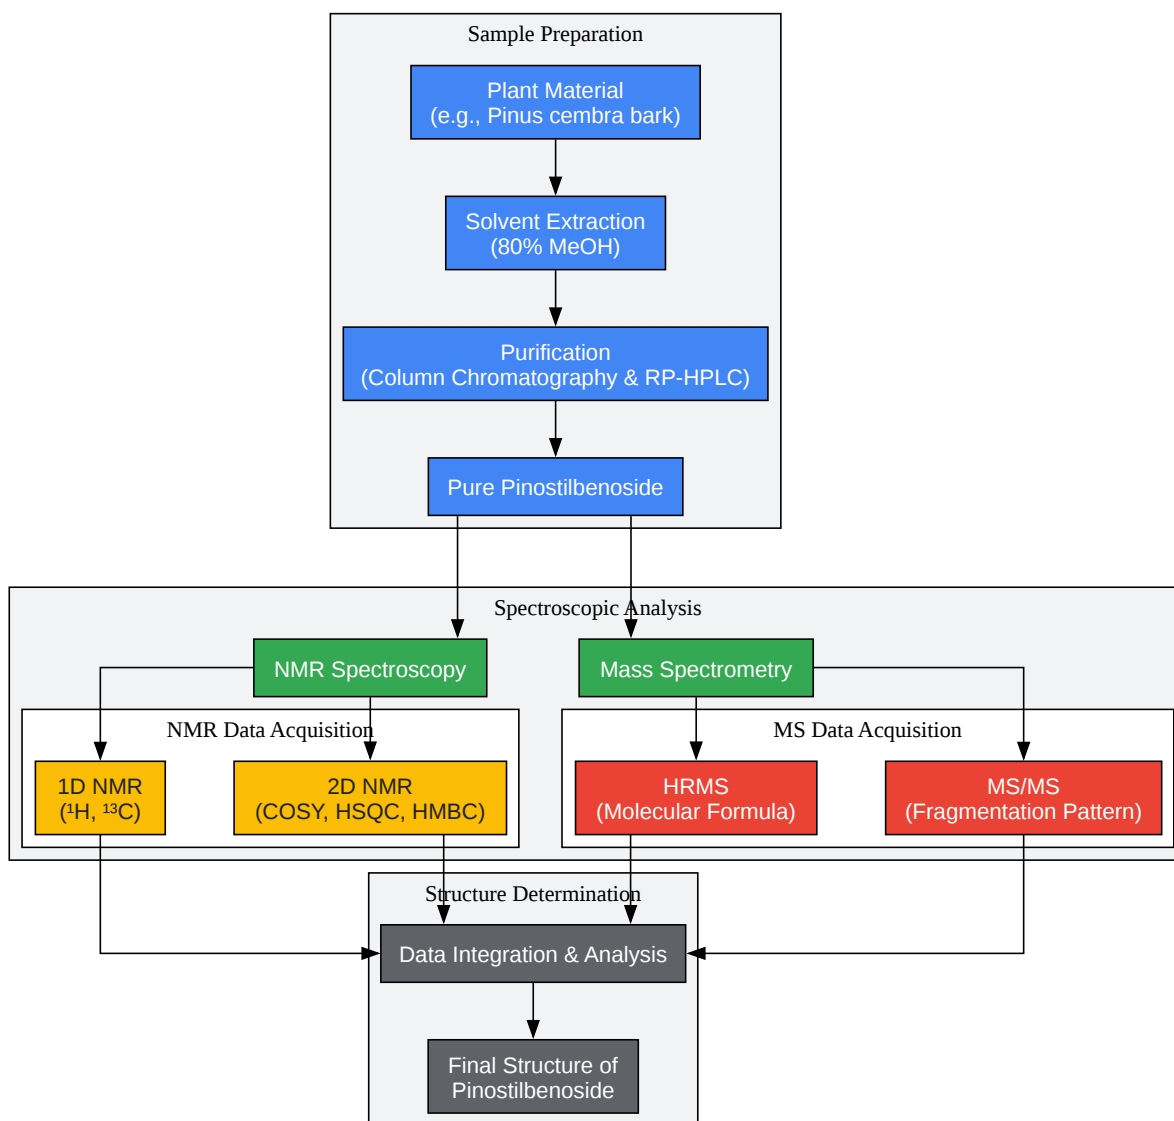 Sample Preparation
Plant Material
(e.g., Pinus cembra bark)
Solvent Extraction
(80% MeOH)
Purification
(Column Chromatography & RP-HPLC)
Pure Pinostilbenoside
Spectroscopic Analysis
NMR Spectroscopy
Mass Spectrometry
NMR Data Acquisition
MS Data Acquisition
1D NMR
(¹H, ¹³C)
2D NMR
(COSY, HSQC, HMBC)
HRMS
(Molecular Formula)
MS/MS
(Fragmentation Pattern)
Structure Determination
Data Integration & Analysis
Final Structure of
Pinostilbenoside